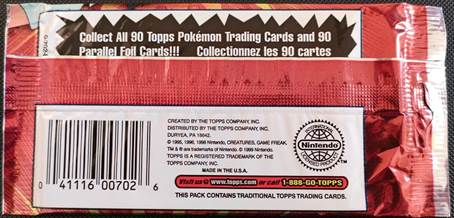 Collect All 90 Topps Pokémon Trading Cards and 90
Parallel Foil Cards!!! Collectionnez les 90 cartes
CREATED BY THE TOPPS COMPANY, INC.
DISTRIBUTED BY THE TOPPS COMPANY, INC.
DURYEA, PA 18642.
© 1995, 1996, 1998 Nintendo, CREATURES, GAME FREAK.
TM & ® are trademarks of Nintendo. © 1999 Nintendo.
TOPPS IS A REGISTERED TRADEMARK OF THE
TOPPS COMPANY, INC.
MADE IN THE U.S.A.
Nintendo
0 41116 00702 6
Visit us @ www.topps.com or call 1-888-GO-TOPPS
THIS PACK CONTAINS TRADITIONAL TOPPS TRADING CARDS.